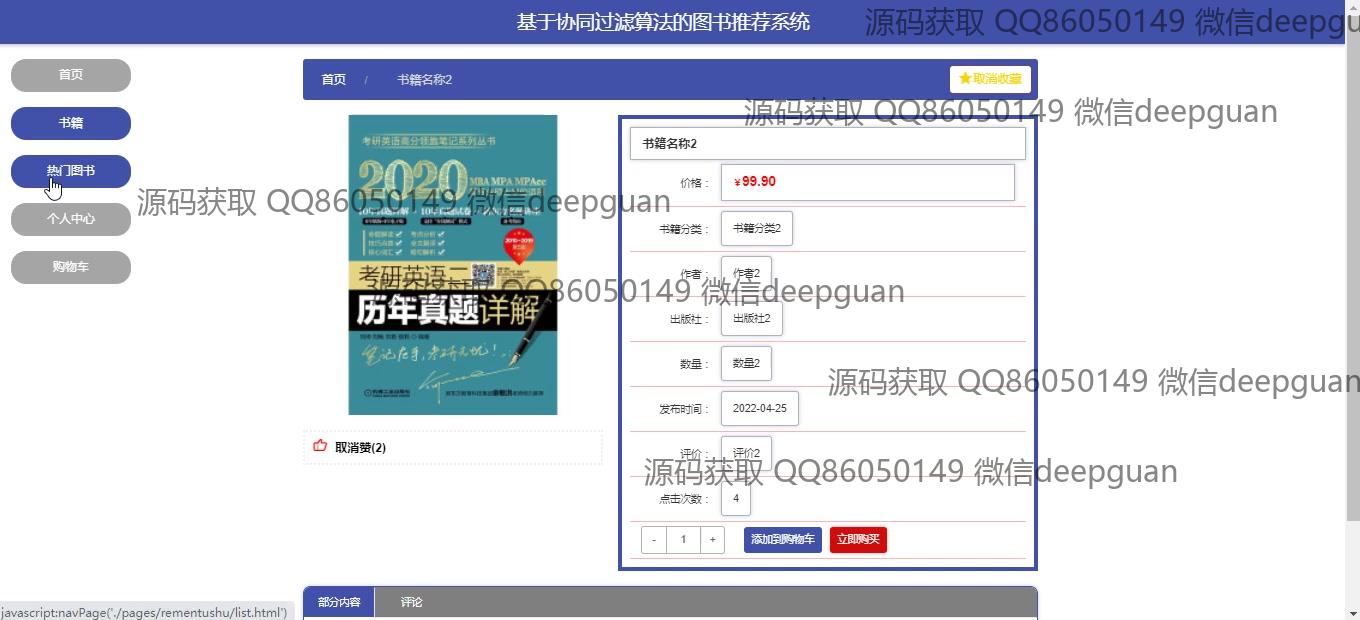 基于协同过滤算法的图书推荐系统
源码获取 QQ86050149 微信deepgu
首页
书籍
热门图书
个人中心
购物车
首页 / 书籍名称2
★取消收藏
源码获取 QQ86050149 微信deepguan
考研英语高分领跑笔记系列丛书
2020 MBA MPA MPAcc
考研英语二
历年真题详解
笔记在手,考研无忧!
取消赞(2)
书籍名称2
价格: ¥99.90
书籍分类: 书籍分类2
作者: 作者2
出版社: 出版社2
数量: 数量2
发布时间: 2022-04-25
评价: 评价2
点击次数: 4
- 1 + 添加到购物车 立即购买
源码获取 QQ86050149 微信deepguan
源码获取 QQ86050149 微信deepguan
源码获取 QQ86050149 微信deepguan
源码获取 QQ86050149 微信deepguan
部分内容 评论
javascript:navPage('./pages/rementushu/list.html')